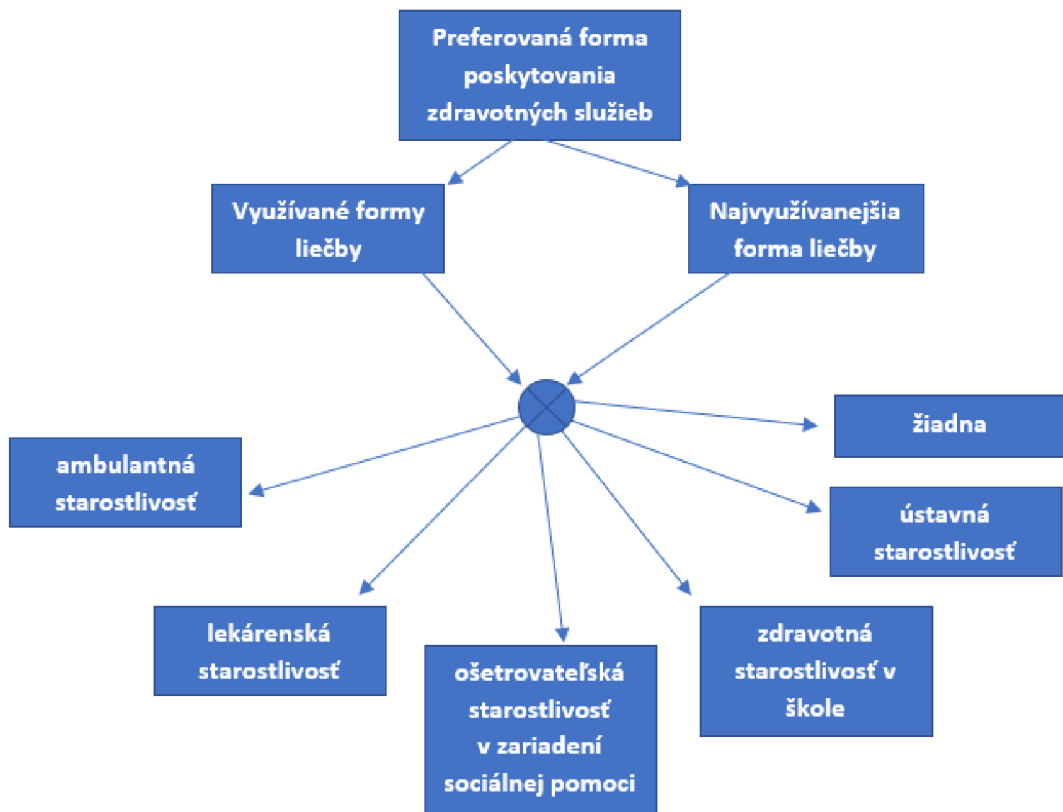 Preferovaná forma
poskytovania
zdravotných služieb
Využívané formy
liečby
Najvyužívanejšia
forma liečby
žiadna
ambulantná
starostlivosť
ústavná
starostlivosť
lekárenská
starostlivosť
ošetrovateľská
starostlivosť
v zariadení
sociálnej pomoci
zdravotná
starostlivosť v
škole